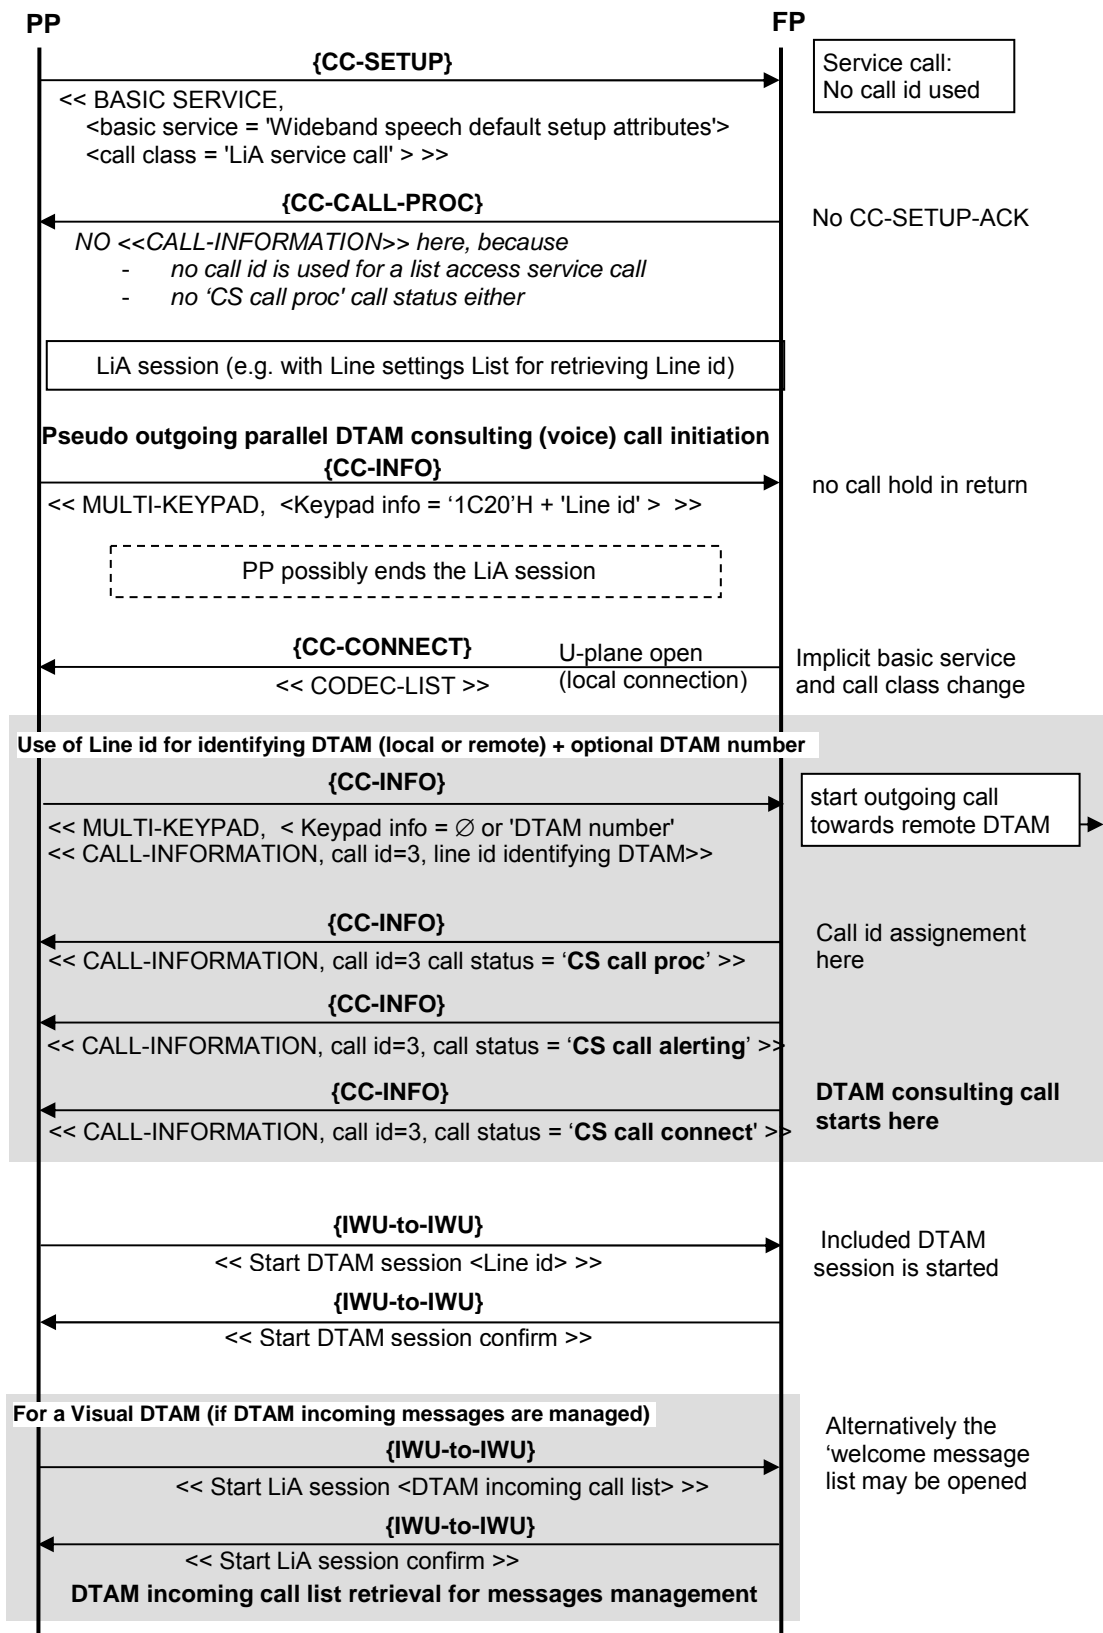 PP
FP
{CC-SETUP}
Service call:
No call id used
<< BASIC SERVICE,
<basic service = 'Wideband speech default setup attributes'>
<call class = 'LiA service call' > >>
{CC-CALL-PROC}
No CC-SETUP-ACK
NO <<CALL-INFORMATION>> here, because
- no call id is used for a list access service call
- no ‘CS call proc' call status either
LiA session (e.g. with Line settings List for retrieving Line id)
Pseudo outgoing parallel DTAM consulting (voice) call initiation
{CC-INFO}
no call hold in return
<< MULTI-KEYPAD, <Keypad info = ‘1C20’H + 'Line id' > >>
PP possibly ends the LiA session
{CC-CONNECT}
U-plane open
(local connection)
<< CODEC-LIST >>
Implicit basic service
and call class change
Use of Line id for identifying DTAM (local or remote) + optional DTAM number
{CC-INFO}
start outgoing call
towards remote DTAM
<< MULTI-KEYPAD, < Keypad info = ∅ or 'DTAM number'
<< CALL-INFORMATION, call id=3, line id identifying DTAM>>
{CC-INFO}
Call id assignement
here
<< CALL-INFORMATION, call id=3 call status = ‘CS call proc’ >>
{CC-INFO}
<< CALL-INFORMATION, call id=3, call status = ‘CS call alerting’ >>
{CC-INFO}
DTAM consulting call
starts here
<< CALL-INFORMATION, call id=3, call status = ‘CS call connect' >>
{IWU-to-IWU}
<< Start DTAM session <Line id> >>
Included DTAM
session is started
{IWU-to-IWU}
<< Start DTAM session confirm >>
For a Visual DTAM (if DTAM incoming messages are managed)
{IWU-to-IWU}
Alternatively the
‘welcome message
list may be opened
<< Start LiA session <DTAM incoming call list> >>
{IWU-to-IWU}
<< Start LiA session confirm >>
DTAM incoming call list retrieval for messages management